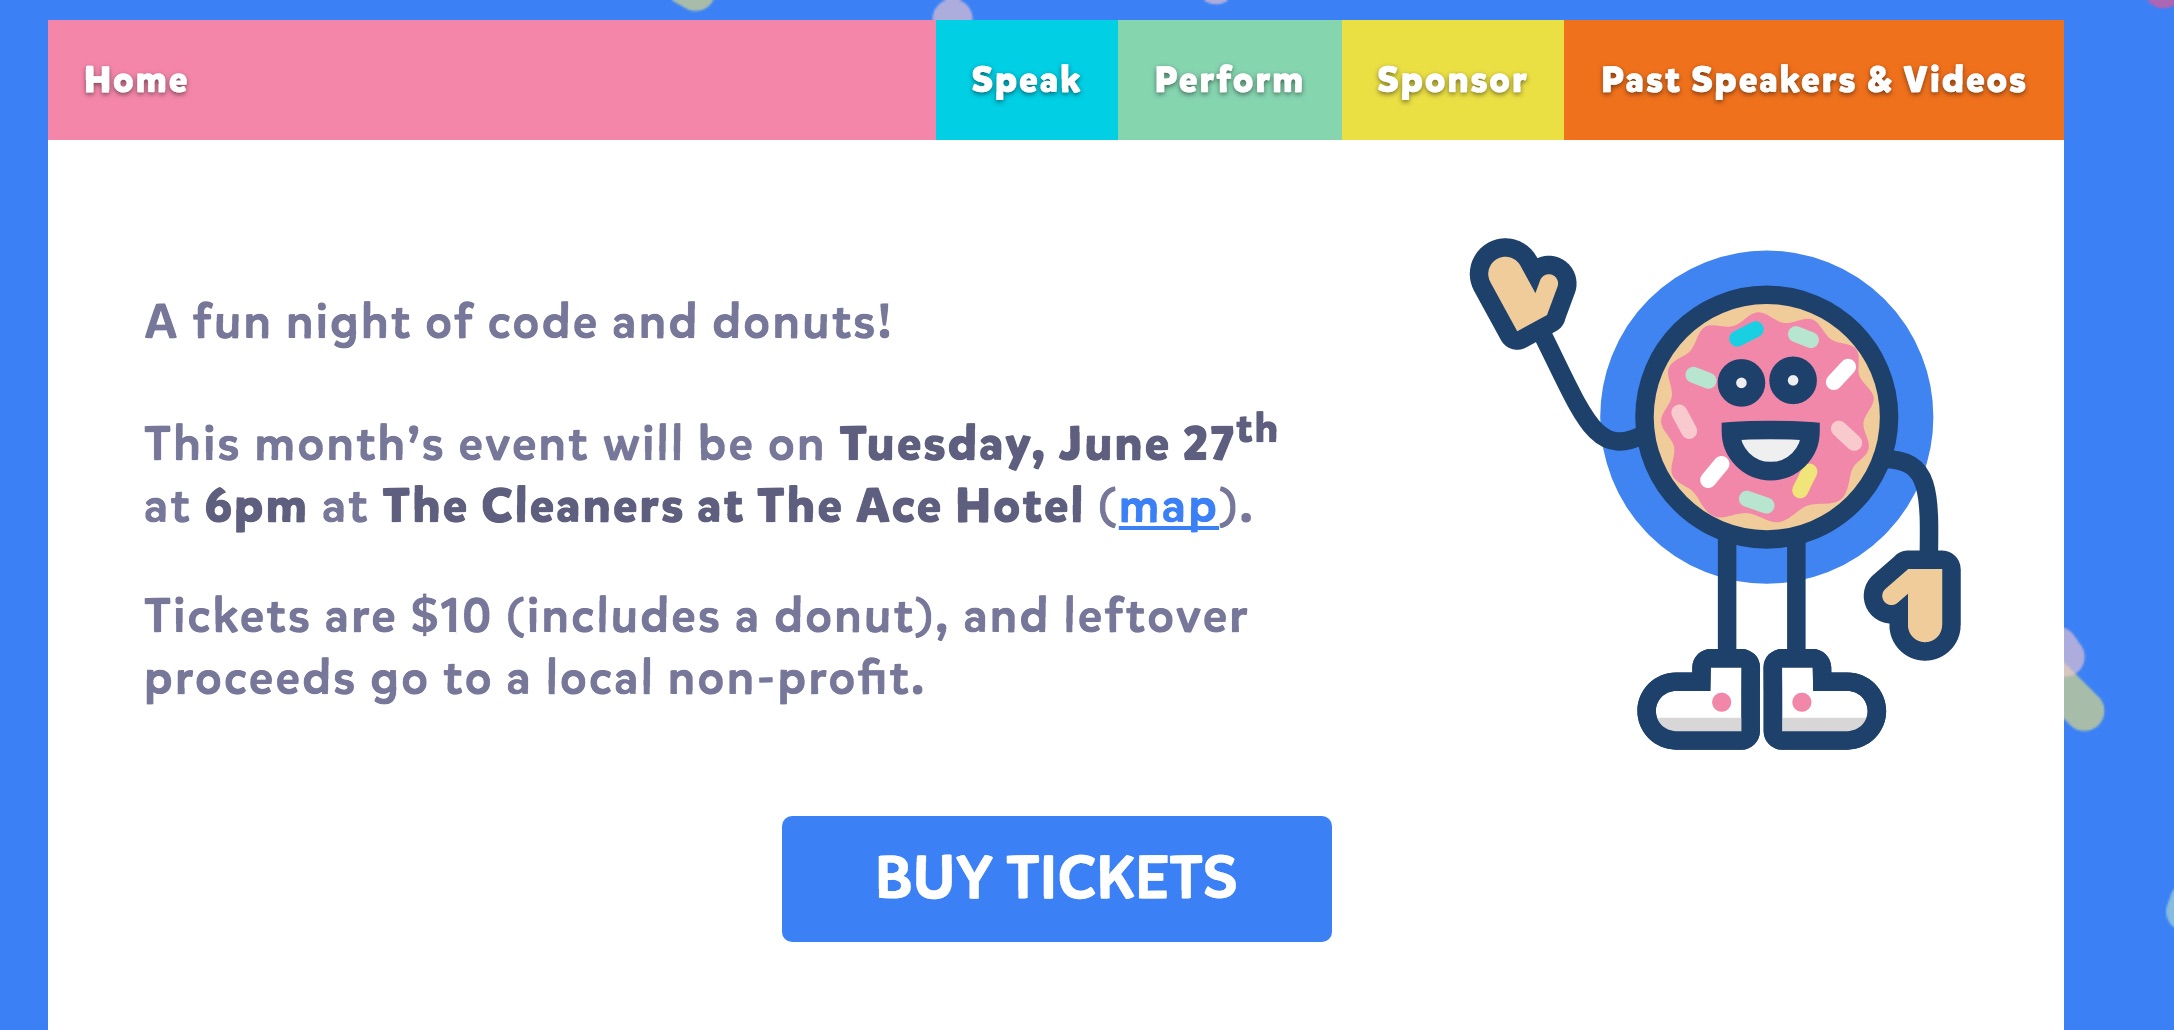 Home
Speak
Perform
Sponsor
Past Speakers & Videos
A fun night of code and donuts!
This month’s event will be on Tuesday, June 27th
at 6pm at The Cleaners at The Ace Hotel (map).
Tickets are $10 (includes a donut), and leftover
proceeds go to a local non-profit.
BUY TICKETS